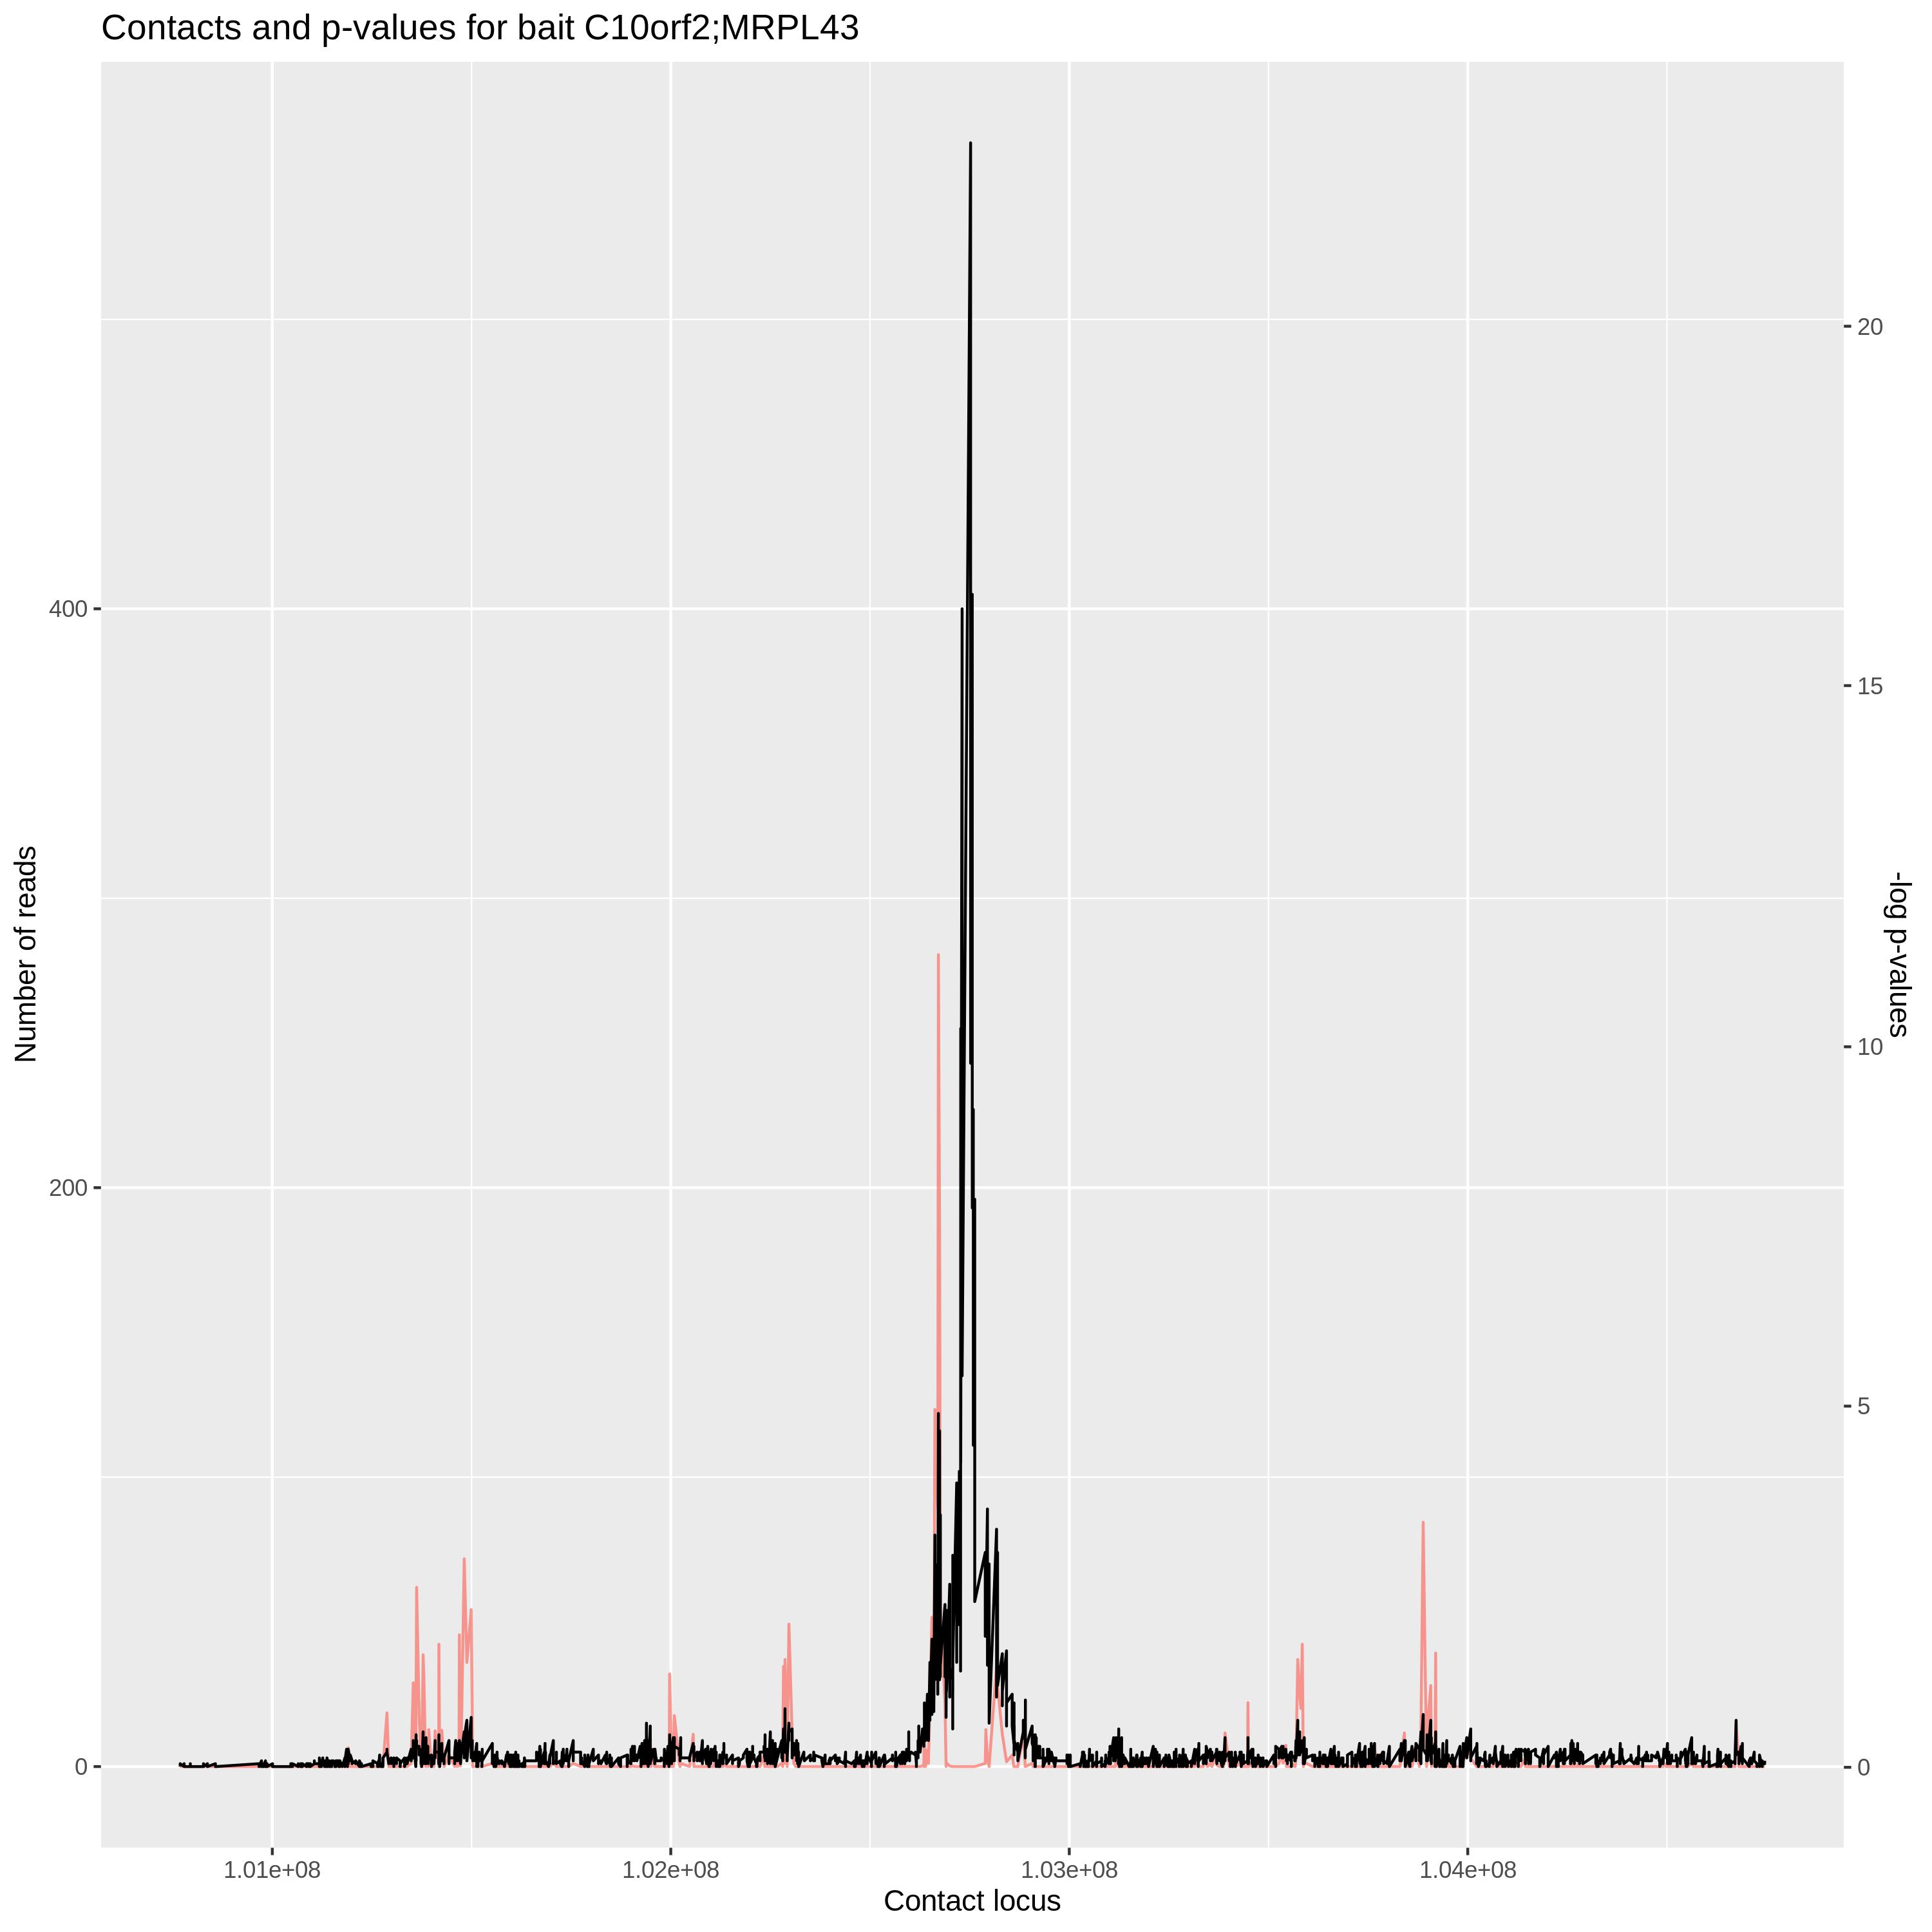 Contacts and p-values for bait C10orf2;MRPL43
Number of reads
400
200
0
20
15
10
5
0
-log p-values
1.01e+08 1.02e+08 1.03e+08 1.04e+08
Contact locus